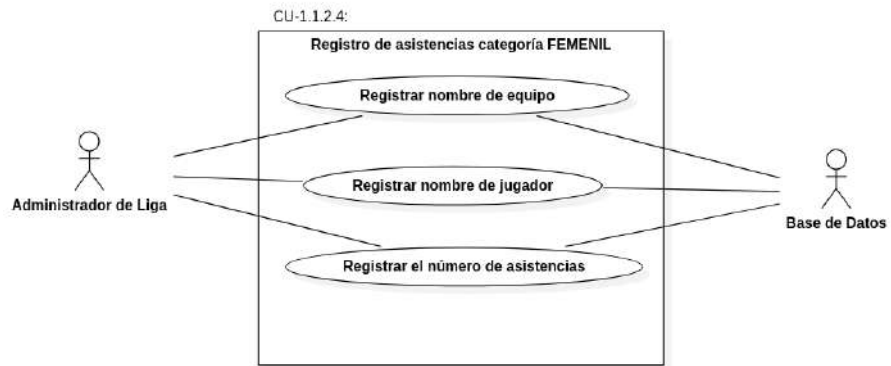 CU-1.1.2.4:
Registro de asistencias categoría FEMENIL
Registrar nombre de equipo
Registrar nombre de jugador
Registrar el número de asistencias
Administrador de Liga
Base de Datos